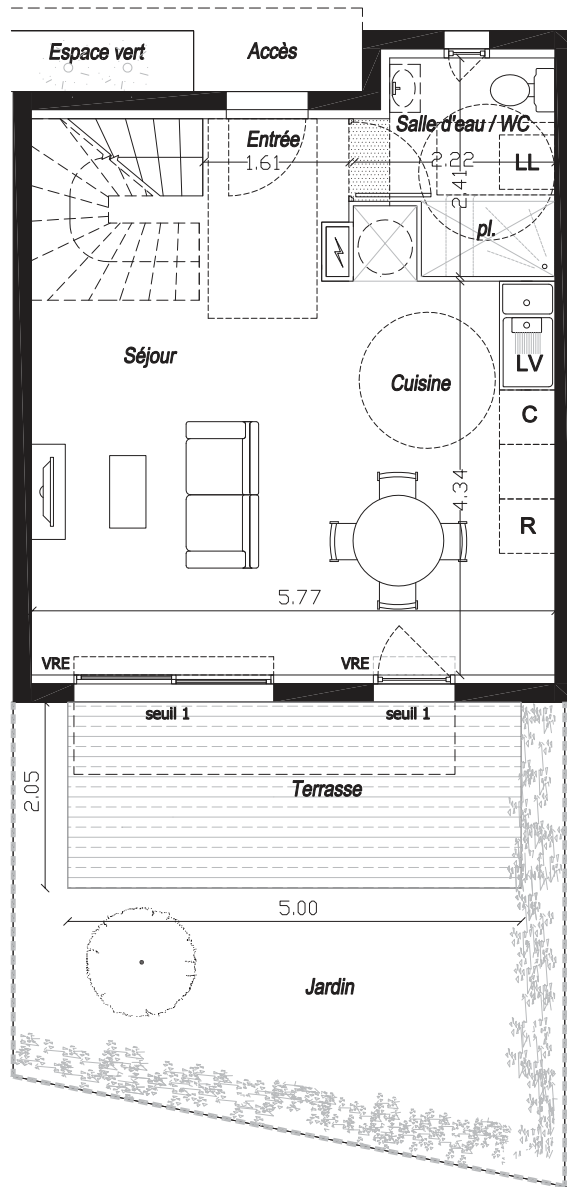 Espace vert
Accès
Entrée
Salle d'eau / WC
1.61
2.22
LL
2.41
pl.
Séjour
Cuisine
LV
C
4.34
R
5.77
VRE
VRE
seuil 1
seuil 1
2.05
Terrasse
5.00
Jardin